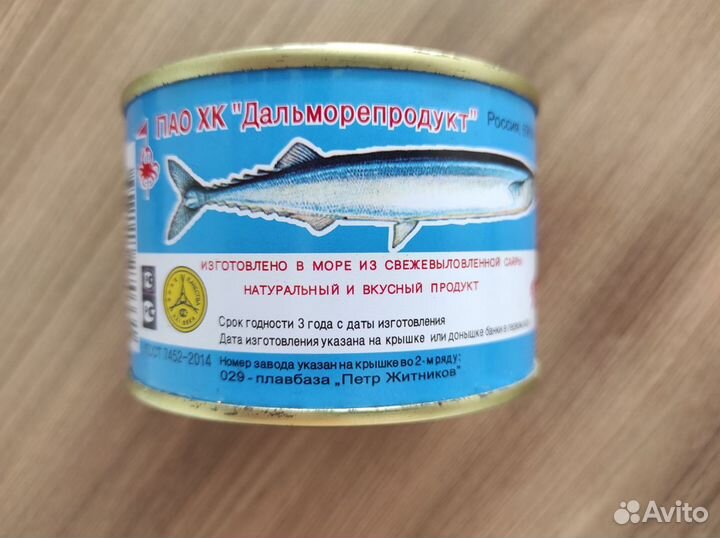 ПАО ХК "Дальморепродукт"
Россия,
ИЗГОТОВЛЕНО В МОРЕ ИЗ СВЕЖЕВЫЛОВЛЕННОЙ САЙРЫ
НАТУРАЛЬНЫЙ И ВКУСНЫЙ ПРОДУКТ
Срок годности 3 года с даты изготовления
Дата изготовления указана на крышке или донышке банки в
ГОСТ 7452-2014
Номер завода указан на крышке во 2-м ряду:
029 - плавбаза „Петр Житников"
Avito